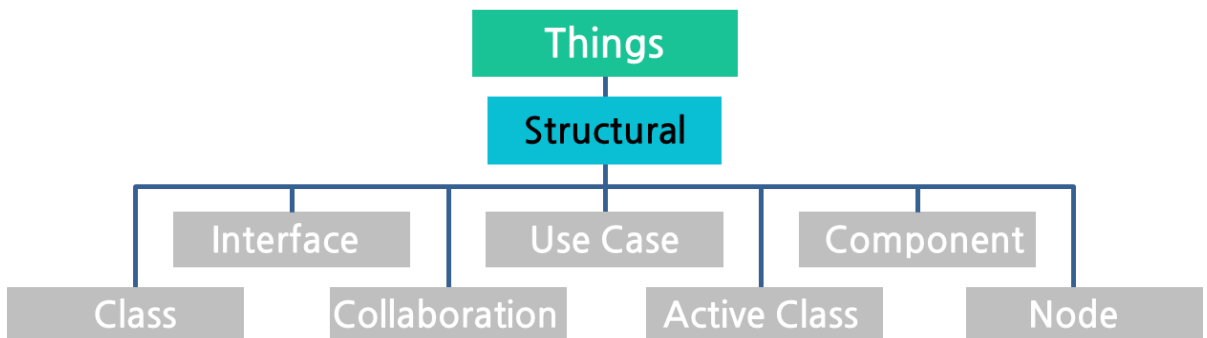 Things
Structural
Interface
Use Case
Component
Class
Collaboration
Active Class
Node